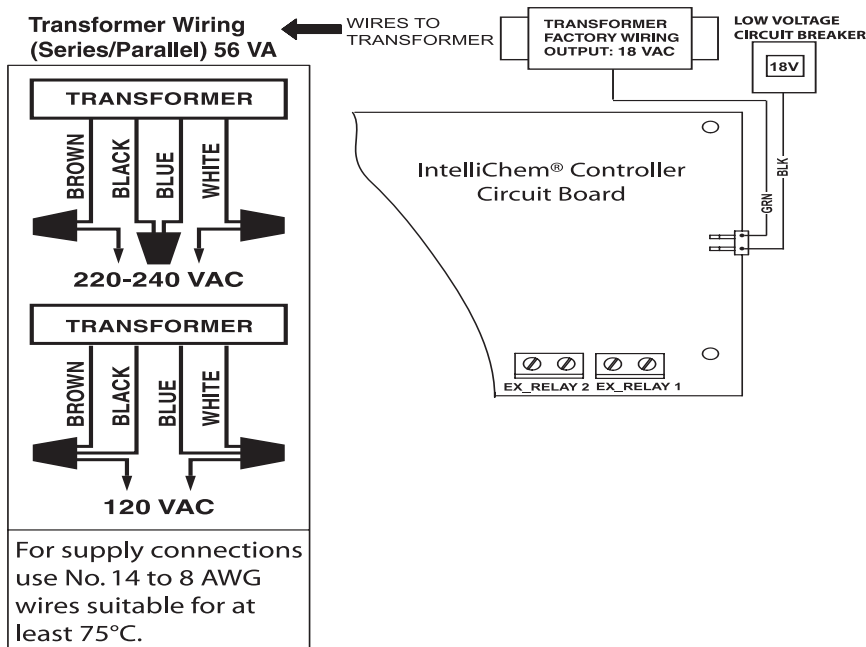 Transformer Wiring
(Series/Parallel) 56 VA
WIRES TO
TRANSFORMER
TRANSFORMER
FACTORY WIRING
OUTPUT: 18 VAC
LOW VOLTAGE
CIRCUIT BREAKER
18V
TRANSFORMER
BROWN
BLACK
BLUE
WHITE
220-240 VAC
TRANSFORMER
BROWN
BLACK
BLUE
WHITE
120 VAC
For supply connections
use No. 14 to 8 AWG
wires suitable for at
least 75°C.
IntelliChem® Controller
Circuit Board
GRN
BLK
EX_RELAY 2
EX_RELAY 1